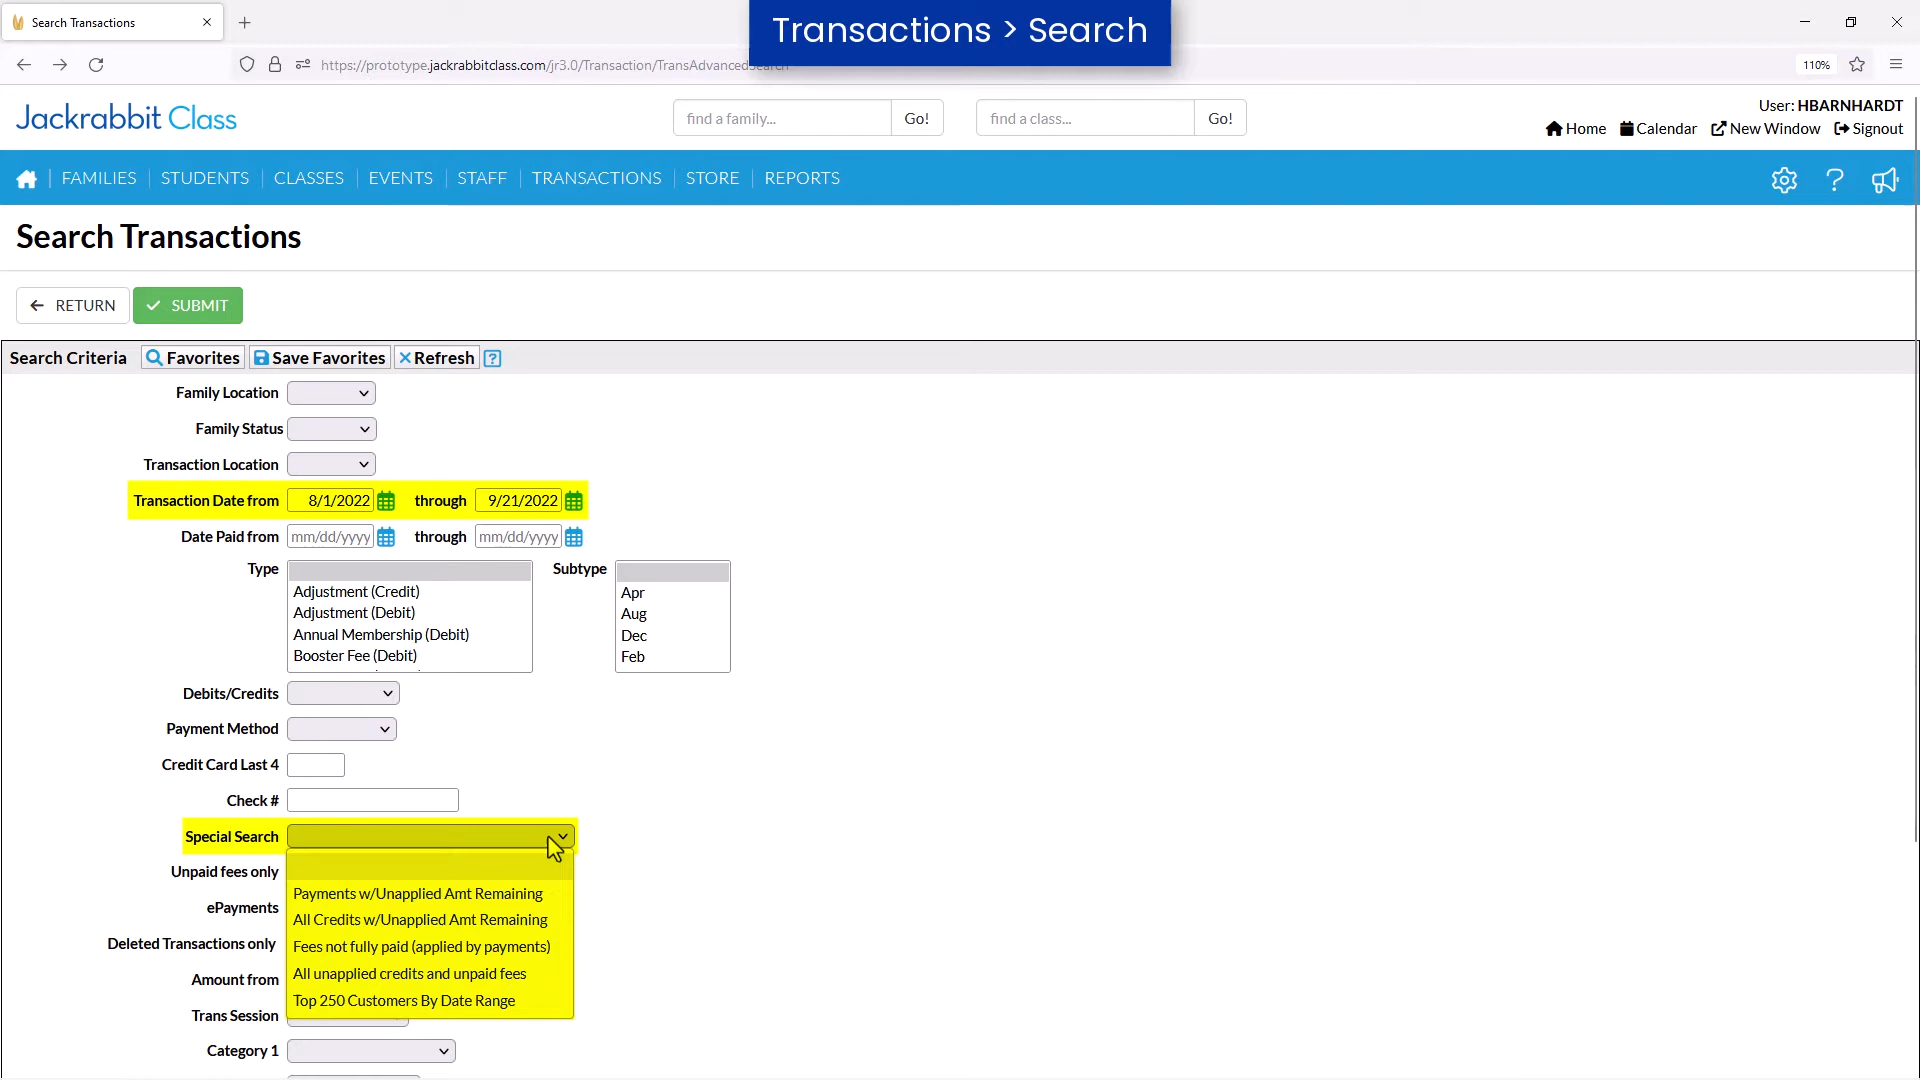 Search Transactions
Transactions > Search
https://prototype.jackrabbitclass.com/jr3.0/Transaction/TransAdvancedSearch
110%
Jackrabbit Class
find a family...
Go!
find a class...
Go!
User: HBARNHARDT
Home
Calendar
New Window
Signout
FAMILIES
STUDENTS
CLASSES
EVENTS
STAFF
TRANSACTIONS
STORE
REPORTS
Search Transactions
RETURN
SUBMIT
Search Criteria
Favorites
Save Favorites
Refresh
?
Family Location
Family Status
Transaction Location
Transaction Date from 8/1/2022 through 9/21/2022
Date Paid from mm/dd/yyyy through mm/dd/yyyy
Type
Adjustment (Credit)
Adjustment (Debit)
Annual Membership (Debit)
Booster Fee (Debit)
Subtype
Apr
Aug
Dec
Feb
Debits/Credits
Payment Method
Credit Card Last 4
Check #
Special Search
Unpaid fees only
Payments w/Unapplied Amt Remaining
ePayments
All Credits w/Unapplied Amt Remaining
Deleted Transactions only
Fees not fully paid (applied by payments)
Amount from
All unapplied credits and unpaid fees
Top 250 Customers By Date Range
Trans Session
Category 1